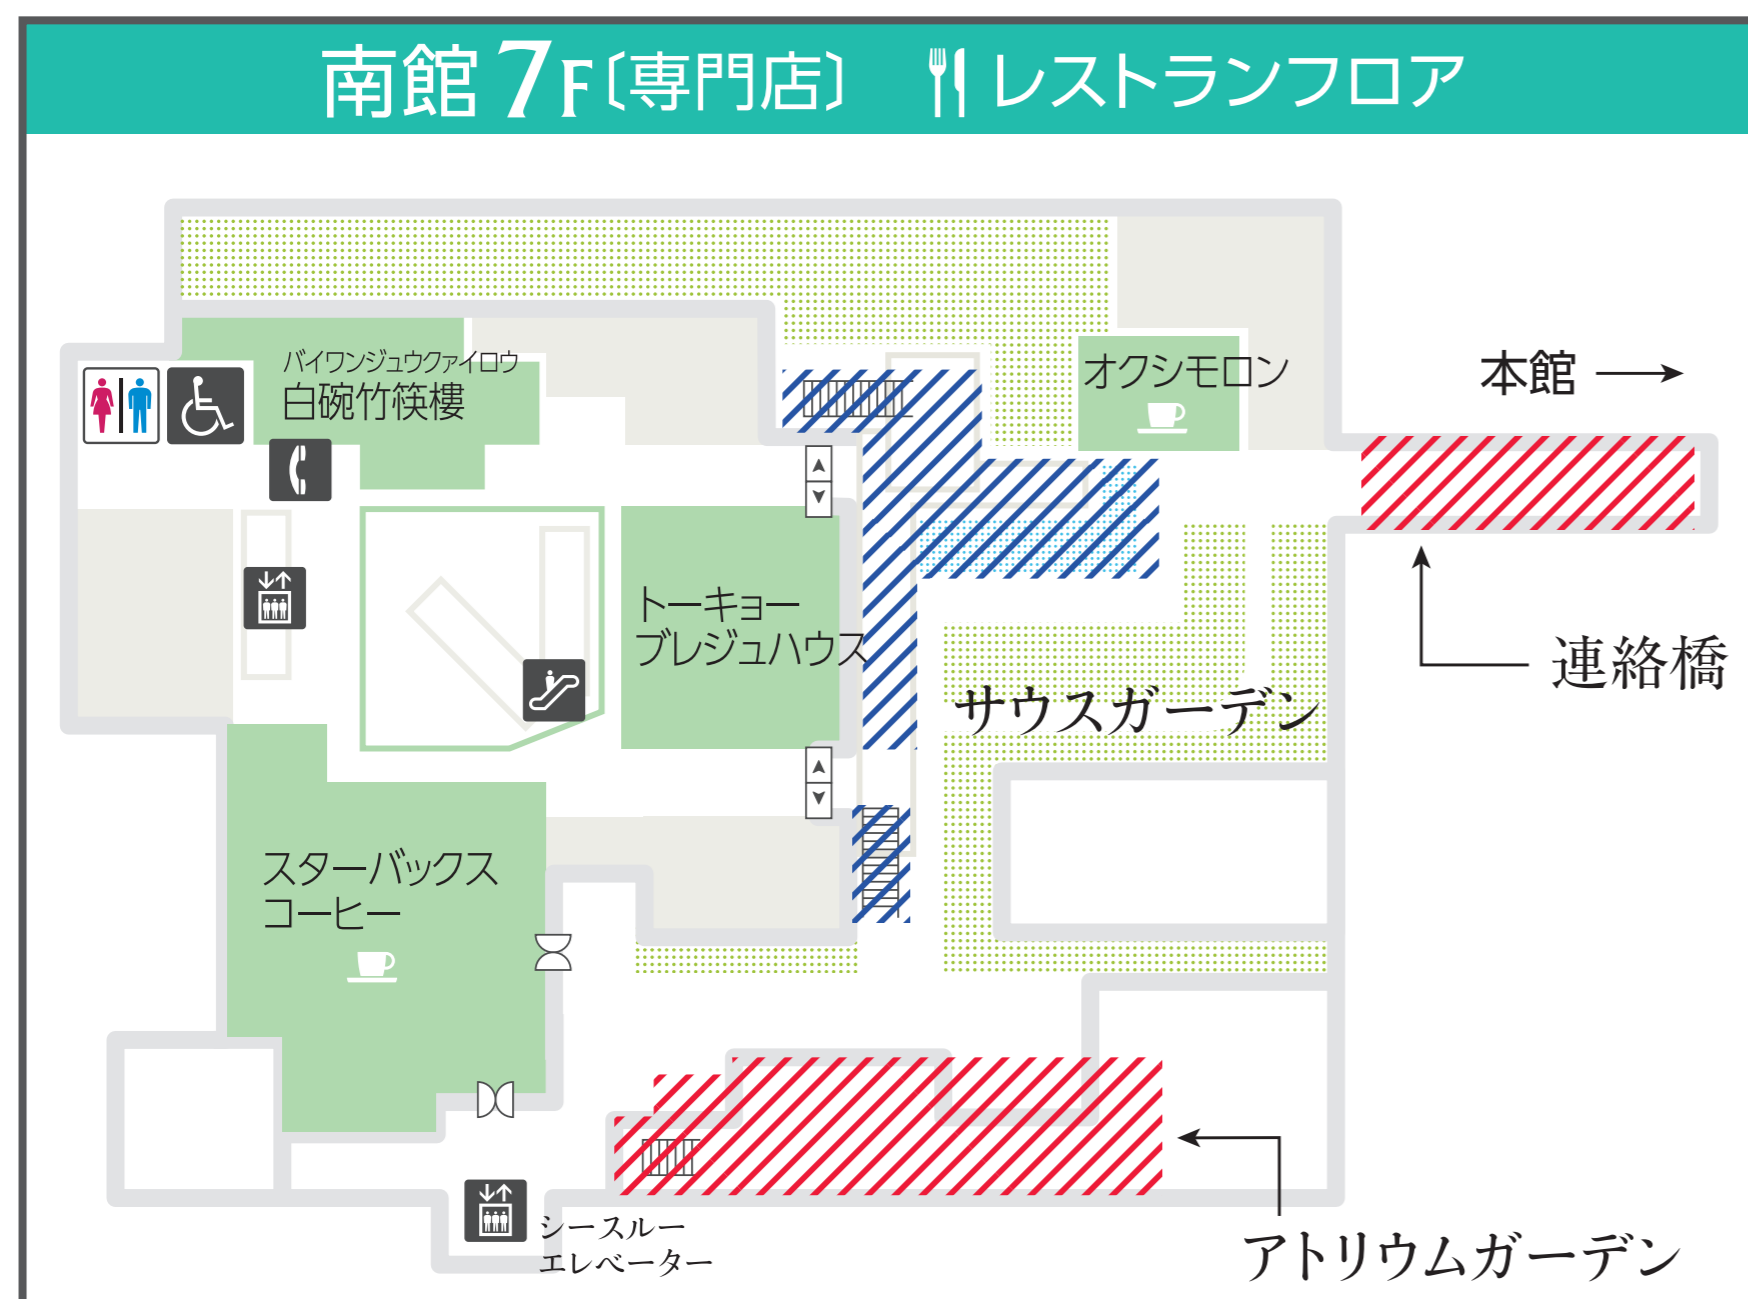 南館 7F〔専門店〕 レストランフロア
バイワンジュウクァイロウ
白碗竹筷樓
オクシモロン
本館
トーキョー
ブレジュハウス
連絡橋
サウスガーデン
スターバックス
コーヒー
シースルー
エレベーター
アトリウムガーデン